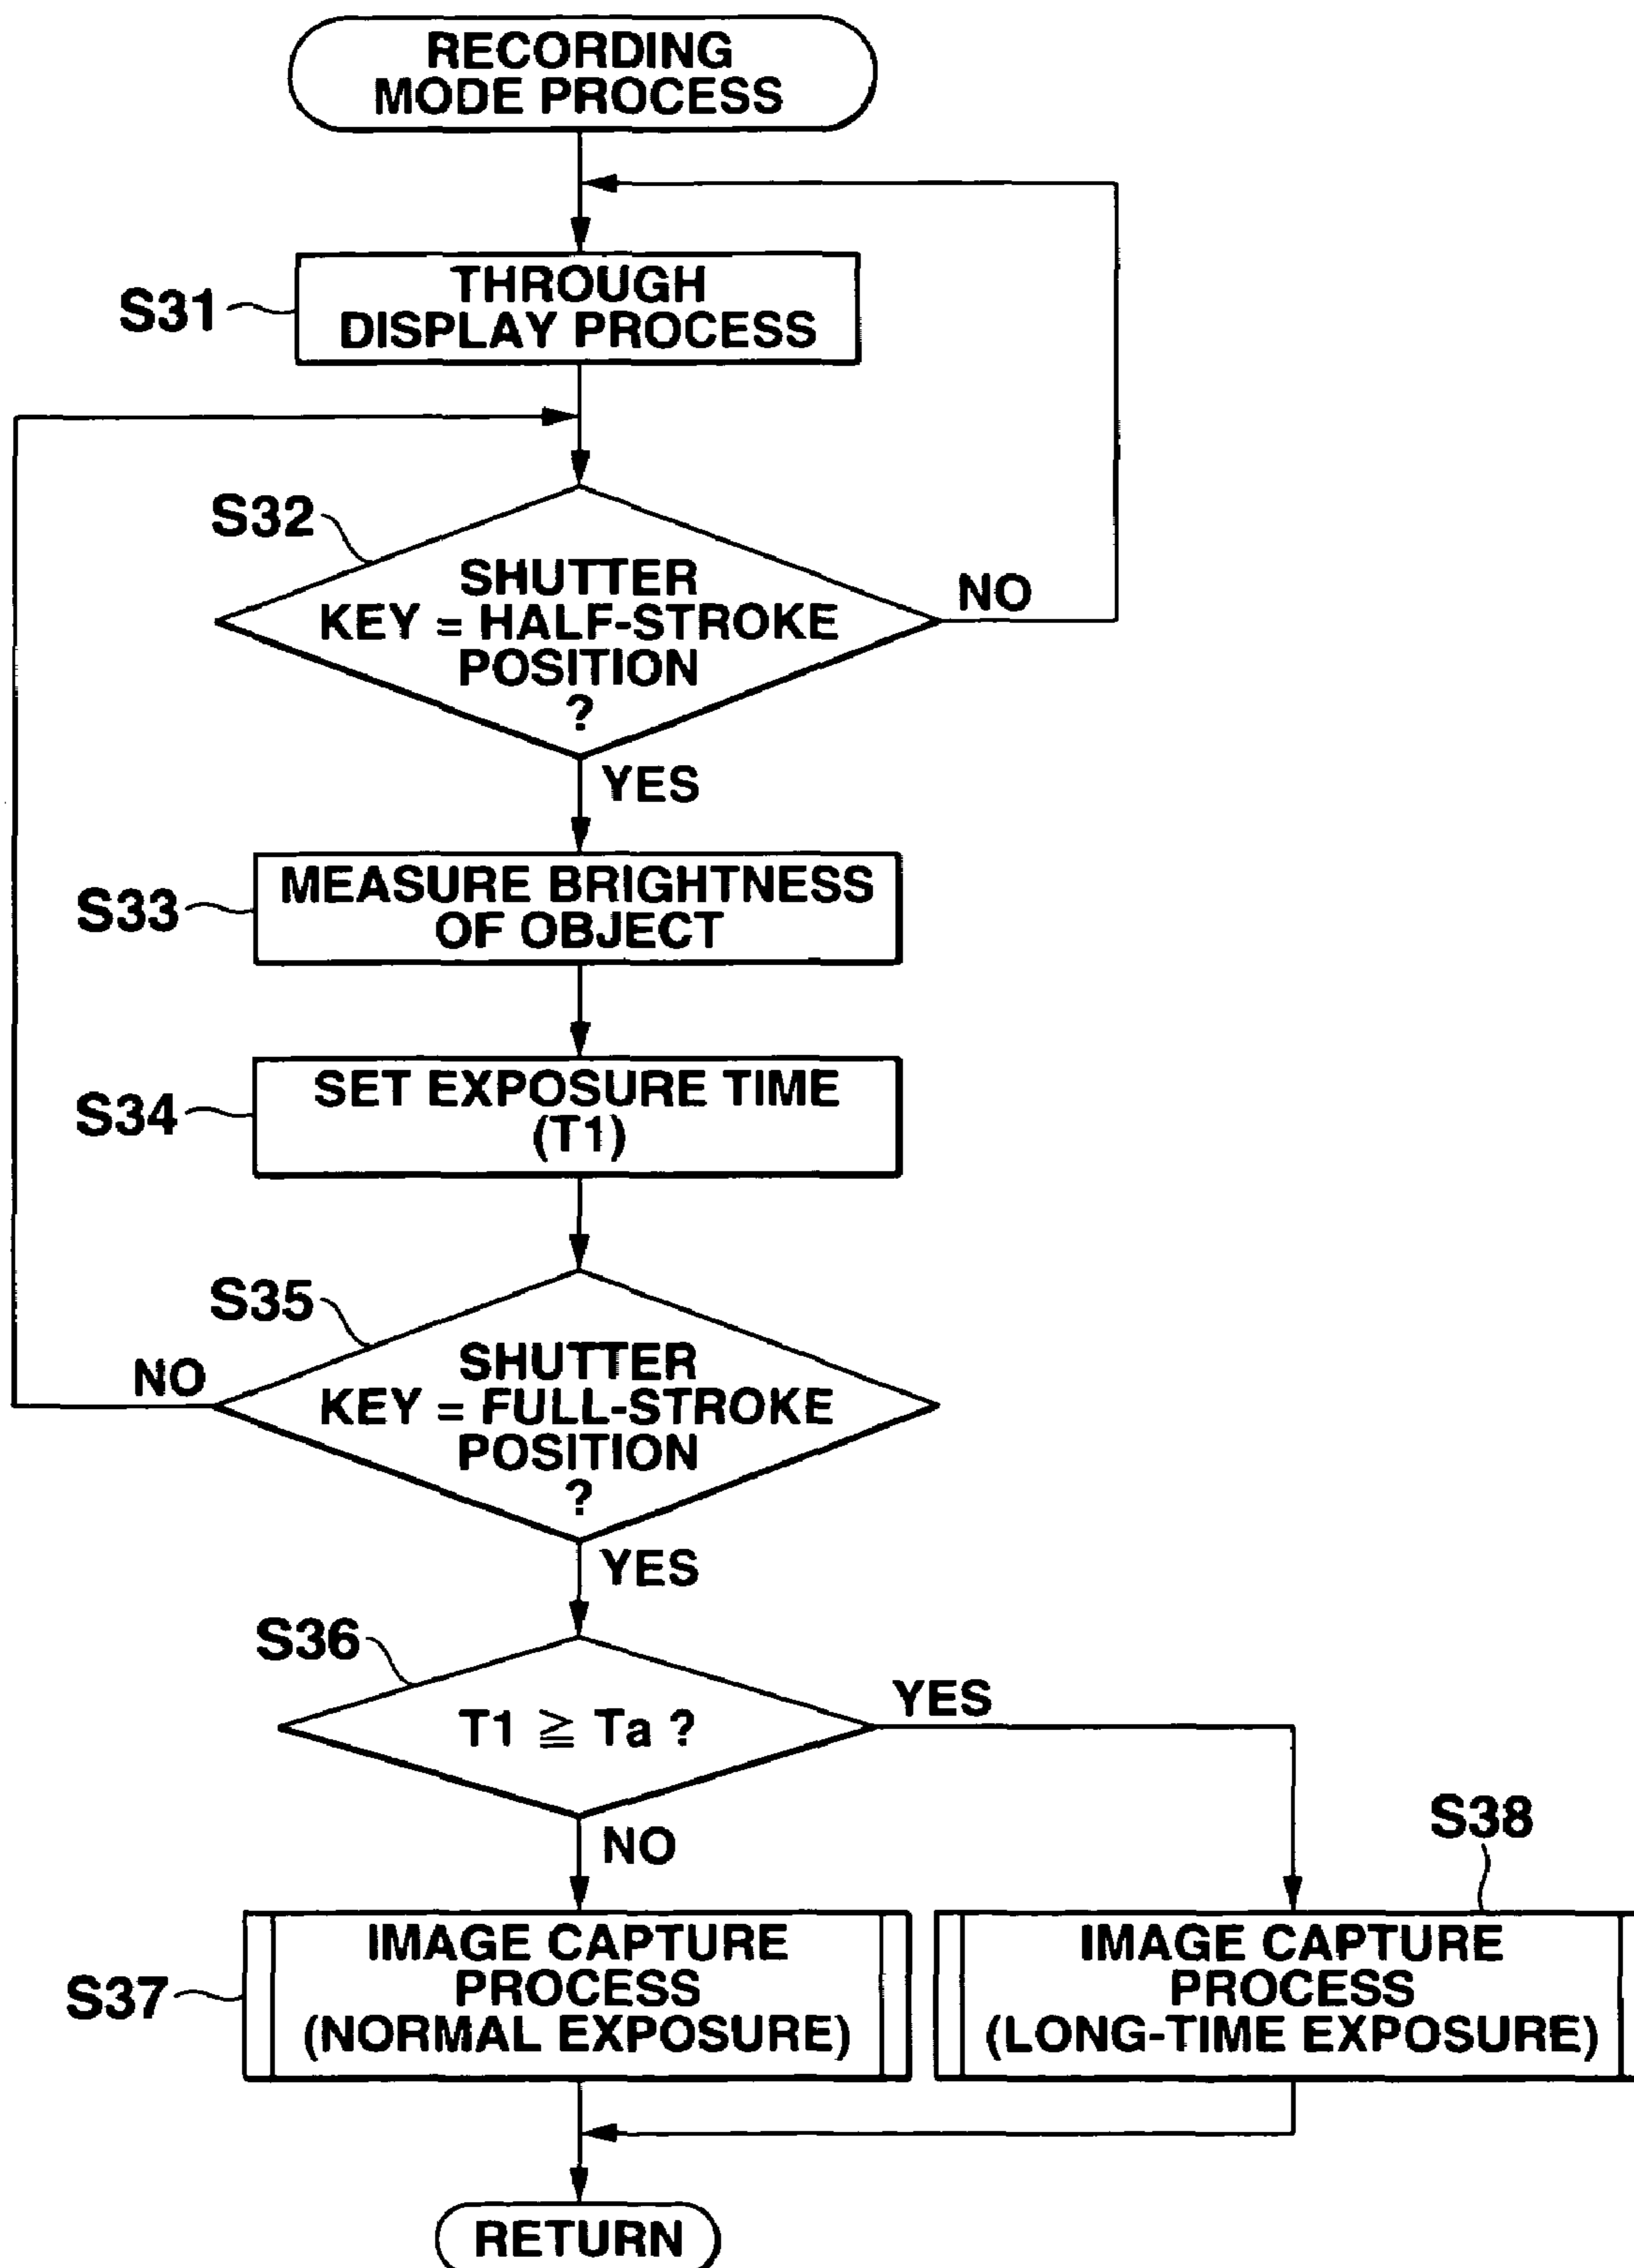 RECORDING
MODE PROCESS
S31
THROUGH
DISPLAY PROCESS
S32
SHUTTER
KEY = HALF-STROKE
POSITION
?
NO
YES
S33
MEASURE BRIGHTNESS
OF OBJECT
S34
SET EXPOSURE TIME
(T1)
S35
SHUTTER
KEY = FULL-STROKE
POSITION
?
NO
YES
S36
T1 ≧ Ta ?
YES
NO
S37
IMAGE CAPTURE
PROCESS
(NORMAL EXPOSURE)
S38
IMAGE CAPTURE
PROCESS
(LONG-TIME EXPOSURE)
RETURN